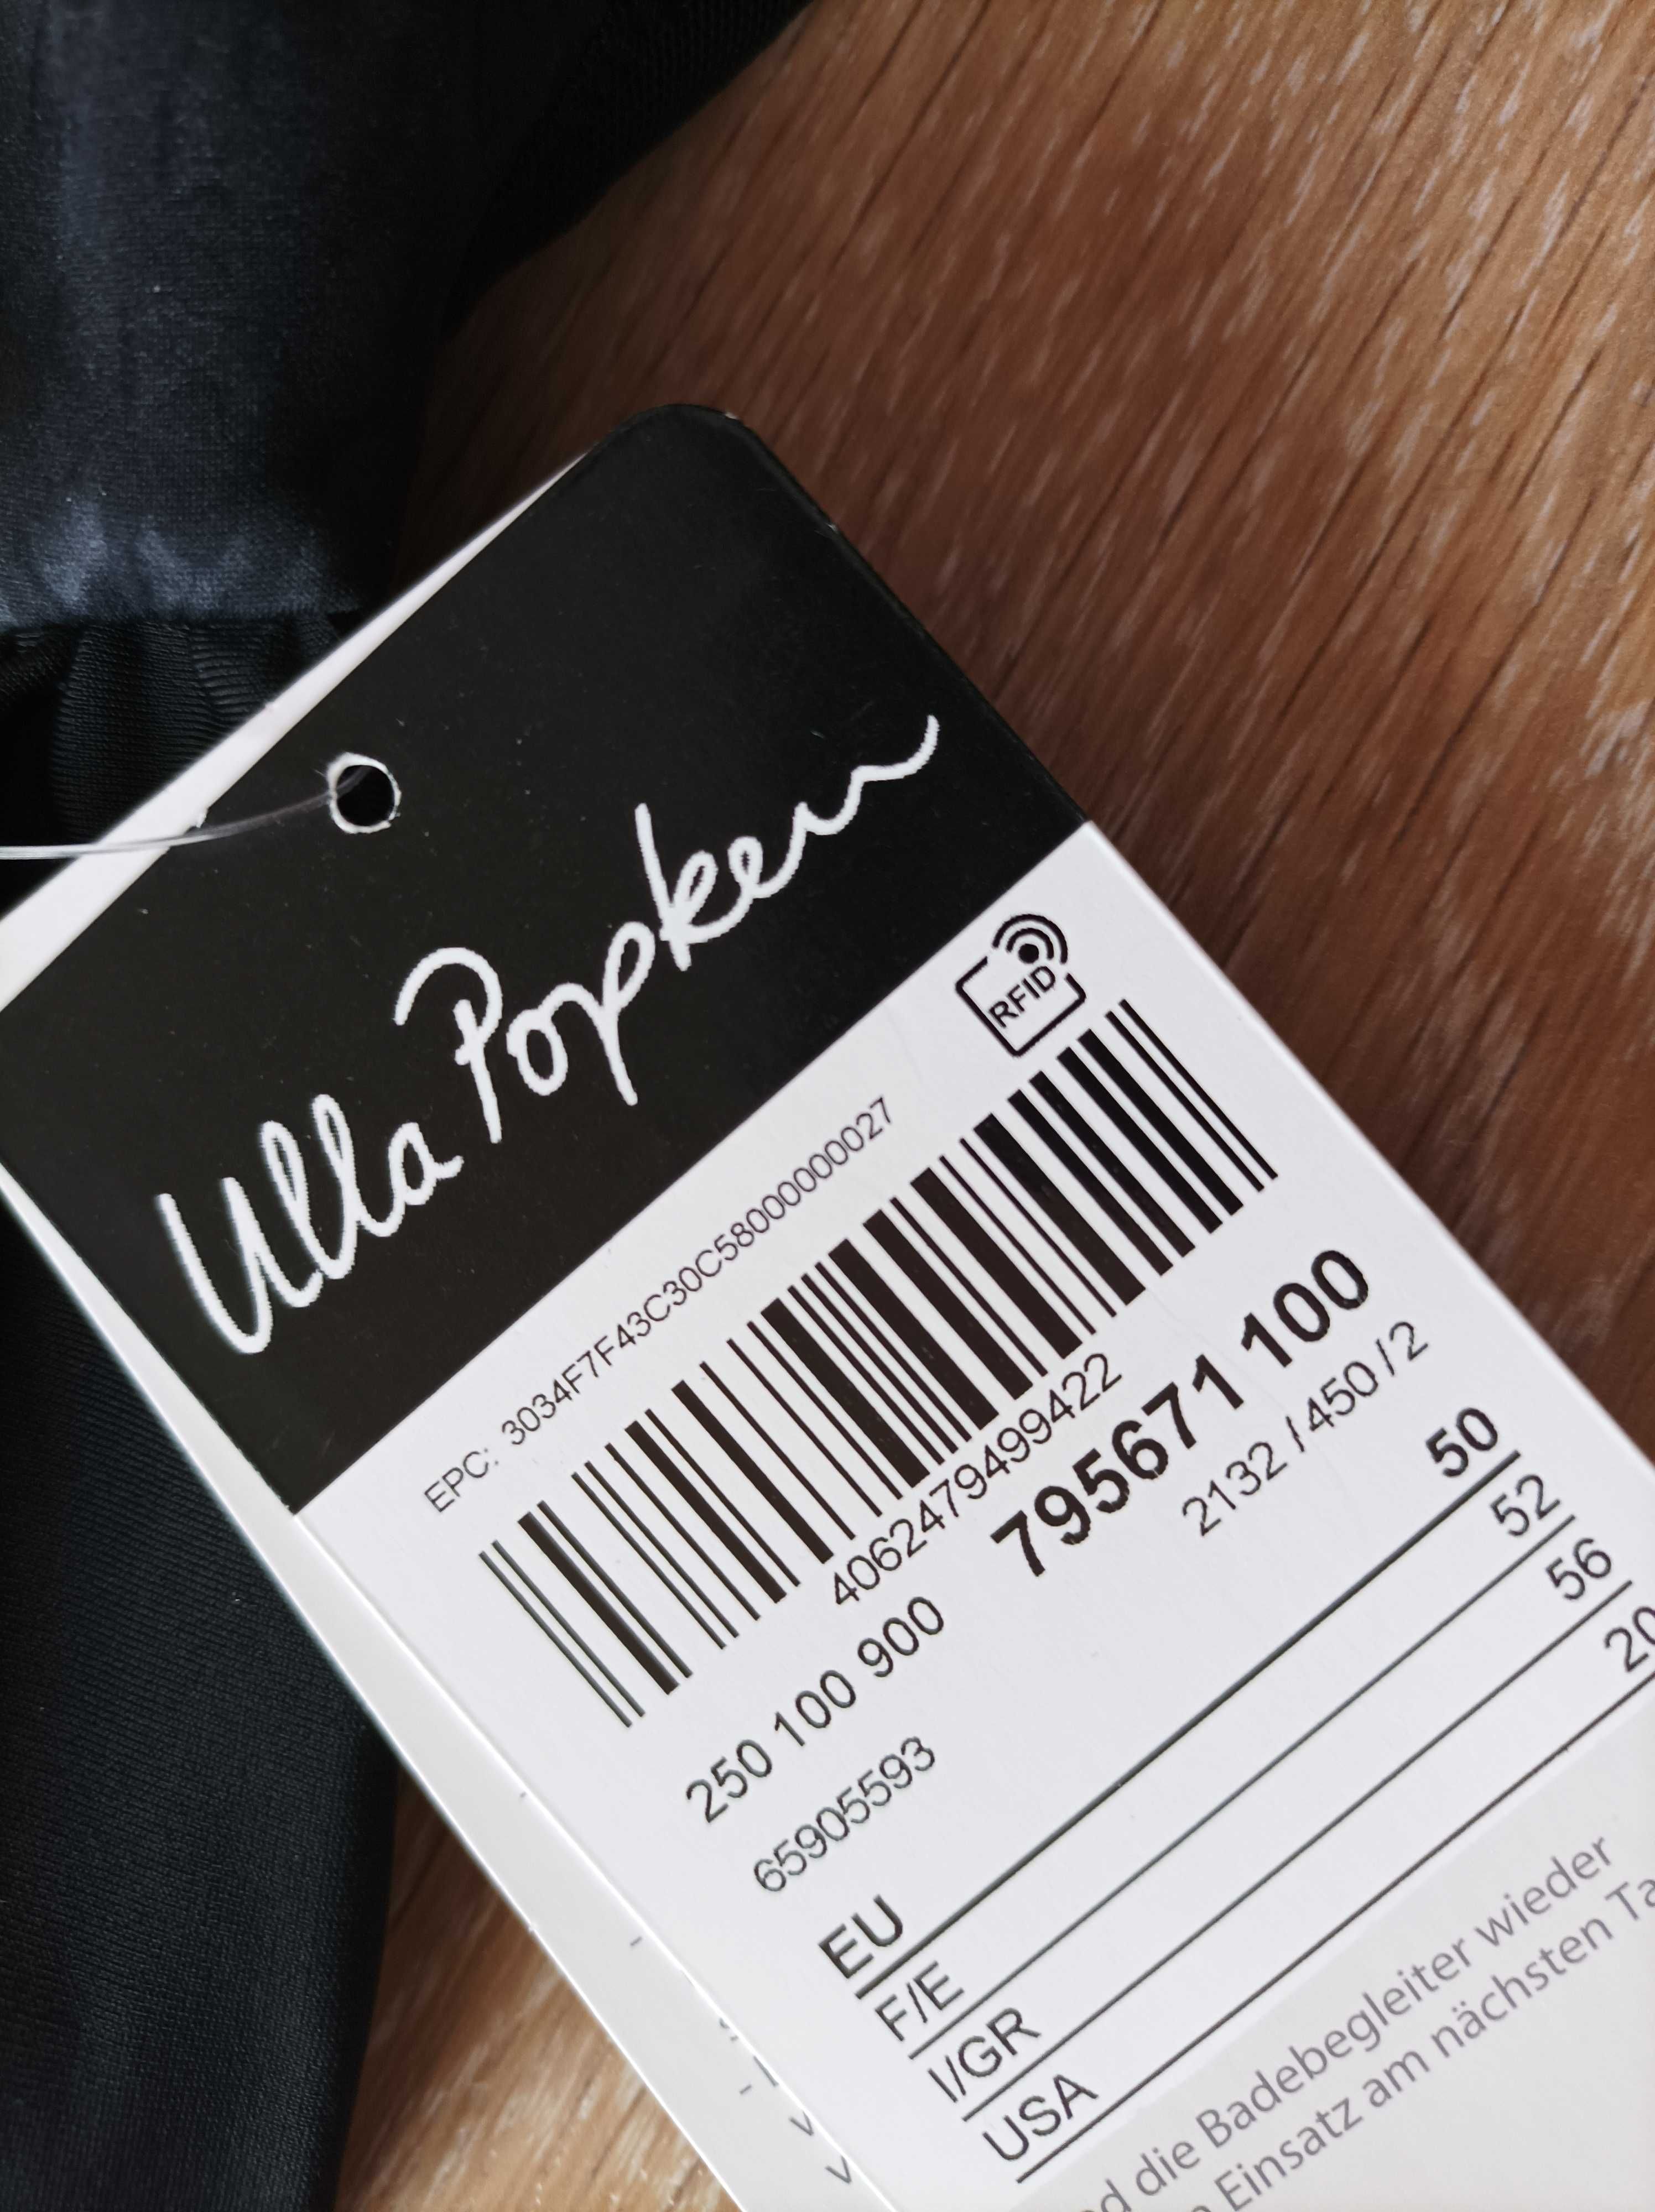 Ulla Popken
RFID
EPC: 3034F7F43C30C58000000027
4062479499422
250 100 900
795671 100
2132 / 450 / 2
65905593
EU 50
F/E 52
I/GR 56
USA 20
die Badebegleiter wieder
Einsatz am nächsten